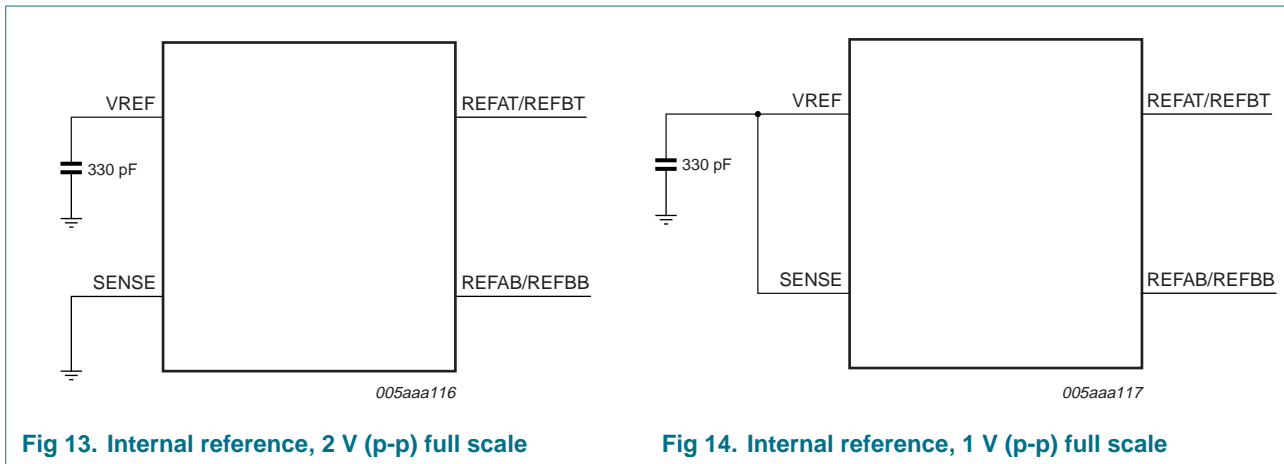 VREF
REFAT/REFBT
330 pF
SENSE
REFAB/REFBB
005aaa116
Fig 13. Internal reference, 2 V (p-p) full scale
VREF
REFAT/REFBT
330 pF
SENSE
REFAB/REFBB
005aaa117
Fig 14. Internal reference, 1 V (p-p) full scale